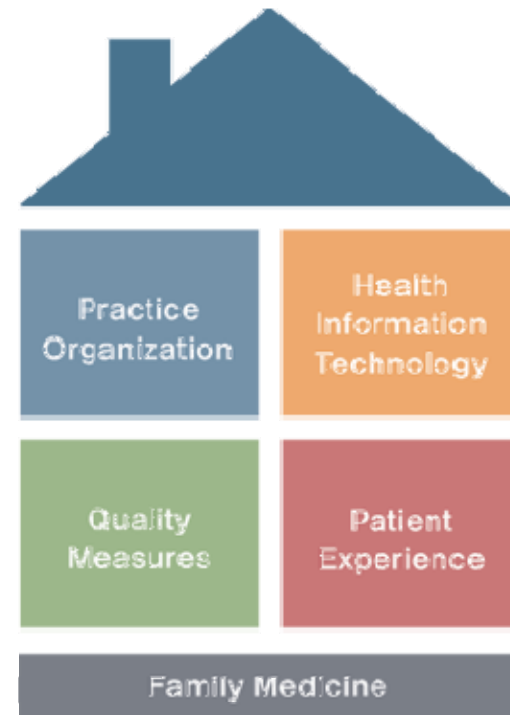 Practice
Organization
Health
Information
Technology
Quality
Measures
Patient
Experience
Family Medicine